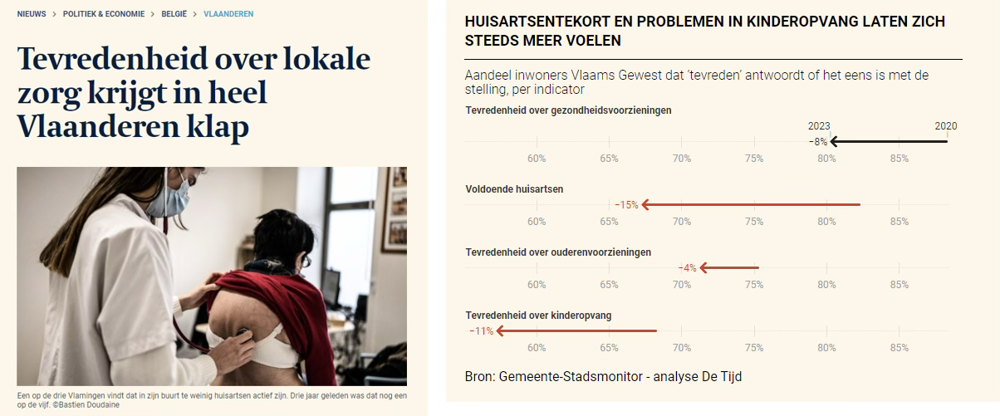 NIEUWS > POLITIEK & ECONOMIE > BELGIË > VLAANDEREN
Tevredenheid over lokale
zorg krijgt in heel
Vlaanderen klap
Een op de drie Vlamingen vindt dat in zijn buurt te weinig huisartsen actief zijn. Drie jaar geleden was dat nog een
op de vijf. ©Bastien Doudaine
HUISARTSENTEKORT EN PROBLEMEN IN KINDEROPVANG LATEN ZICH
STEEDS MEER VOELEN
Aandeel inwoners Vlaams Gewest dat ‘tevreden’ antwoordt of het eens is met de
stelling, per indicator
Tevredenheid over gezondheidsvoorzieningen
2023 2020
−8%
60% 65% 70% 75% 80% 85%
Voldoende huisartsen
−15%
60% 65% 70% 75% 80% 85%
Tevredenheid over ouderenvoorzieningen
−4%
60% 65% 70% 75% 80% 85%
Tevredenheid over kinderopvang
−11%
60% 65% 70% 75% 80% 85%
Bron: Gemeente-Stadsmonitor - analyse De Tijd